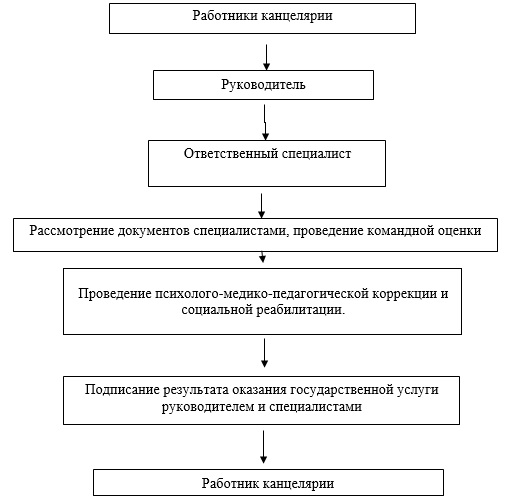 Работники канцелярии
Руководитель
Ответственный специалист
Рассмотрение документов специалистами, проведение командной оценки
Проведение психолого-медико-педагогической коррекции и
социальной реабилитации.
Подписание результата оказания государственной услуги
руководителем и специалистами
Работник канцелярии